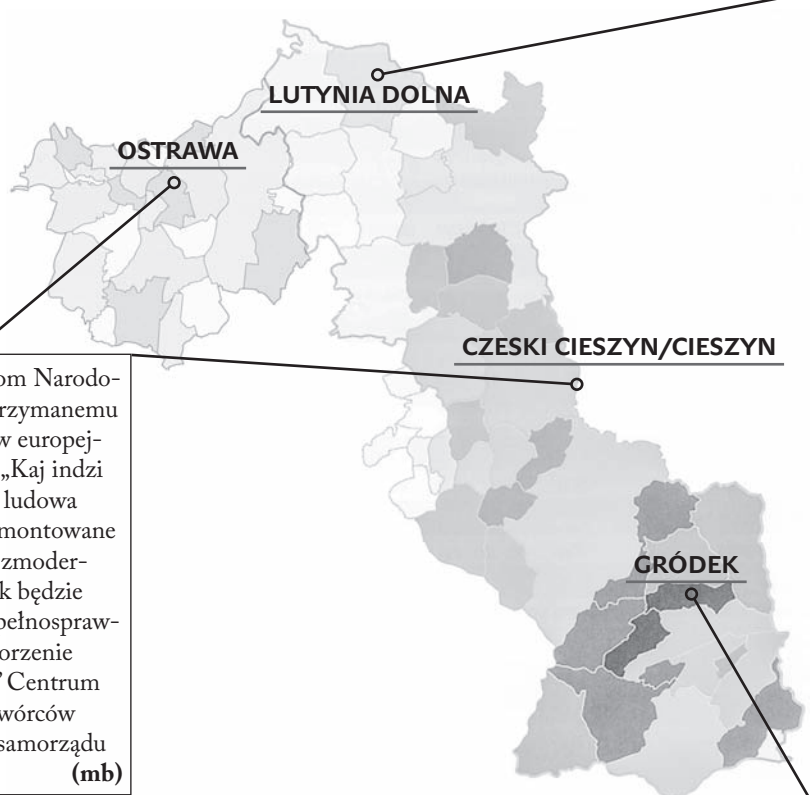 LUTYNIA DOLNA
OSTRAWA
CZESKI CIESZYN/CIESZYN
GRÓDEK
om Narodo-
rzymanemu
w europej-
„Kaj indzi
ludowa
montowane
zmoder-
k będzie
pełnospraw-
orzenie
” Centrum
wórców
samorządu
(mb)